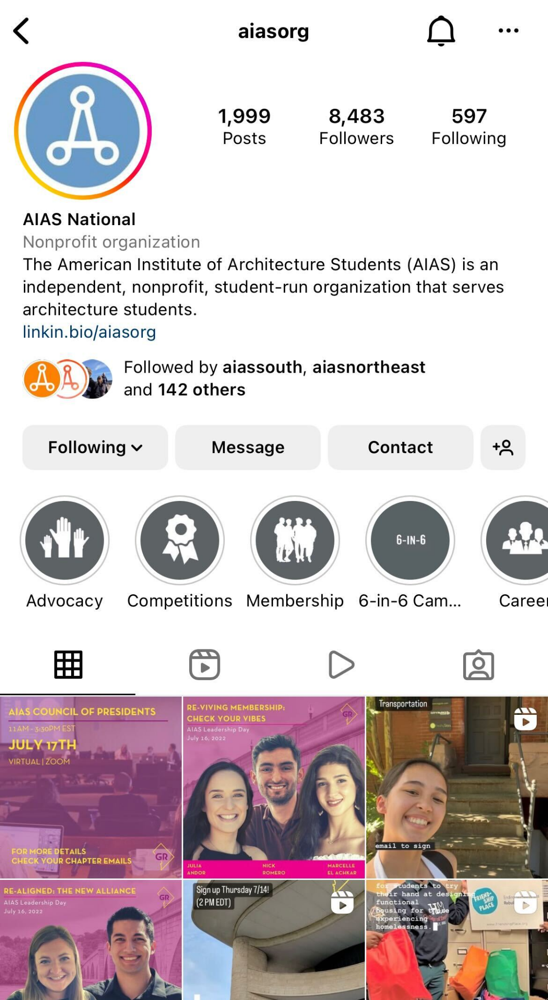 aiasorg
1,999
Posts
8,483
Followers
597
Following
AIAS National
Nonprofit organization
The American Institute of Architecture Students (AIAS) is an
independent, nonprofit, student-run organization that serves
architecture students.
linkin.bio/aiasorg
Followed by aiassouth, aiasnortheast
and 142 others
Following
Message
Contact
6-IN-6
Advocacy
Competitions
Membership
6-in-6 Cam...
Career
AIAS COUNCIL OF PRESIDENTS
11AM - 3:30PM EST
JULY 17TH
VIRTUAL | ZOOM
FOR MORE DETAILS
CHECK YOUR CHAPTER EMAILS
GR
RE-VIVING MEMBERSHIP:
CHECK YOUR VIBES
AIAS Leadership Day
July 16, 2022
GR
JULIA
ANDOR
NICK
ROMERO
MARCELLE
EL ACHKAR
Transportation
email to sign
RE-ALIGNED: THE NEW ALLIANCE
AIAS Leadership Day
July 16, 2022
GR
Sign up Thursday 7/14!
(2 PM EDT)
for students to try
their hand at designing
functional
housing for those
experiencing
homelessness.
FRIEND-
SHIP
PLACE